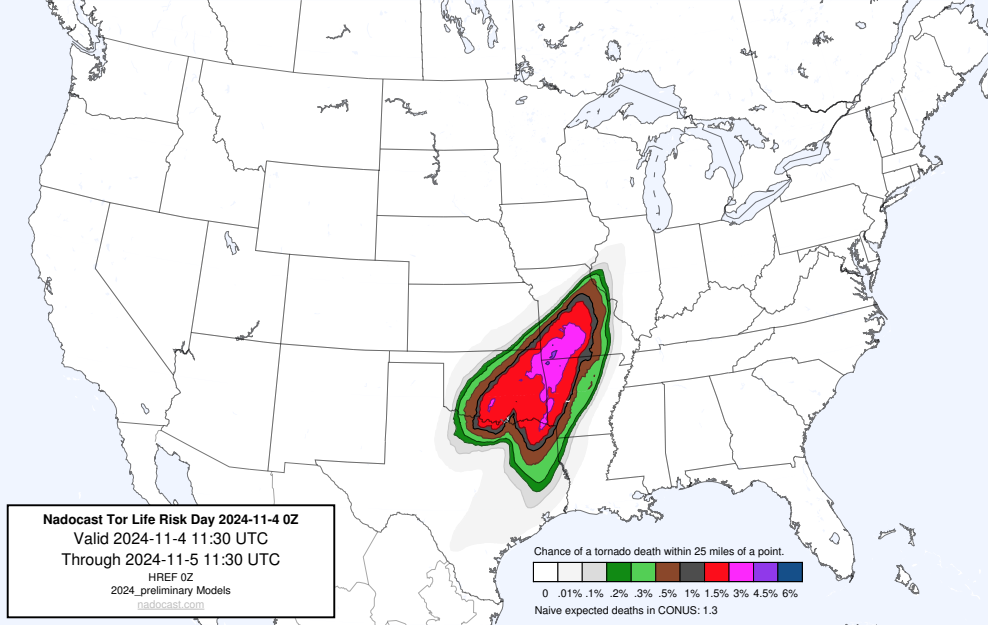 Nadocast Tor Life Risk Day 2024-11-4 0Z
Valid 2024-11-4 11:30 UTC
Through 2024-11-5 11:30 UTC
HREF 0Z
2024_preliminary Models
nadocast.com
Chance of a tornado death within 25 miles of a point.
0 .01% .1% .2% .3% .5% 1% 1.5% 3% 4.5% 6%
Naive expected deaths in CONUS: 1.3